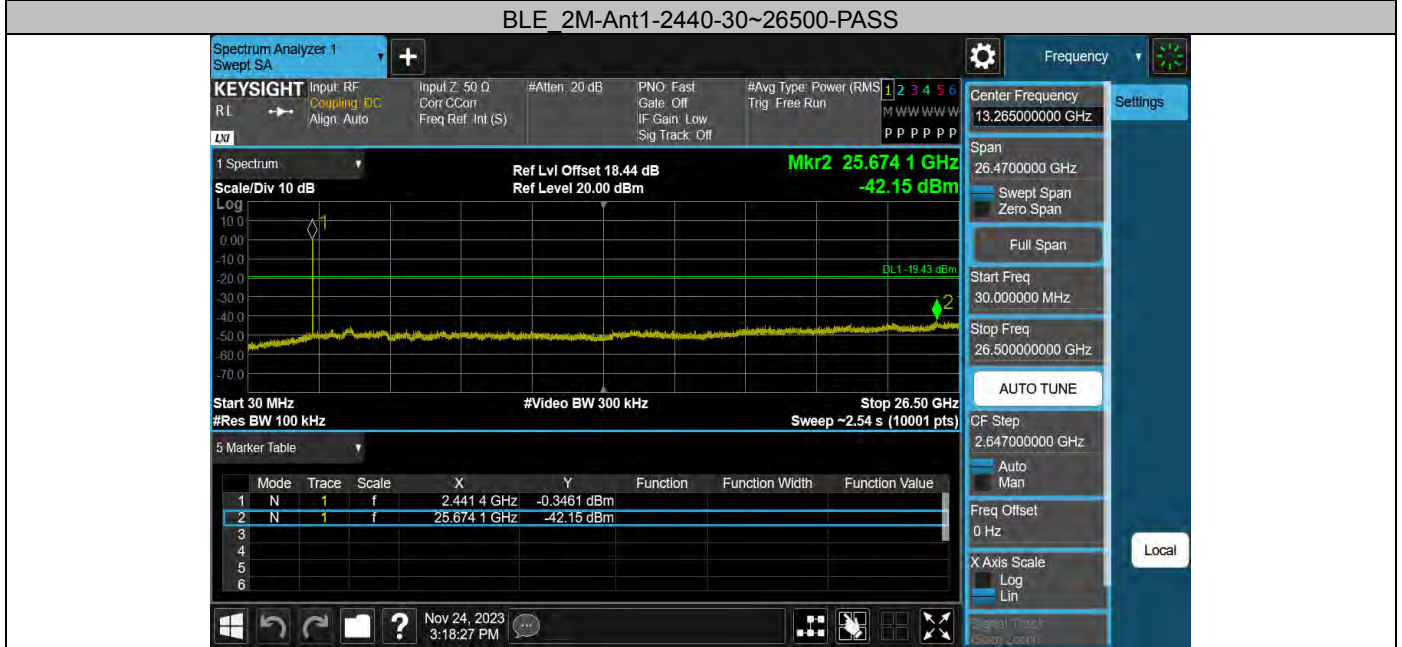 BLE_2M-Ant1-2440-30~26500-PASS
Spectrum Analyzer 1
Swept SA
+
Frequency
KEYSIGHT
RL
LXI
Input: RF
Coupling: DC
Align: Auto
Input Z: 50 Ω
Corr CCorr
Freq Ref: Int (S)
#Atten: 20 dB
PNO: Fast
Gate: Off
IF Gain: Low
Sig Track: Off
#Avg Type: Power (RMS
Trig: Free Run
1 2 3 4 5 6
M W W W W W
P P P P P P
1 Spectrum
Scale/Div 10 dB
Ref Lvl Offset 18.44 dB
Ref Level 20.00 dBm
Mkr2 25.674 1 GHz
-42.15 dBm
Log
10.0
0.00
-10.0
-20.0
-30.0
-40.0
-50.0
-60.0
-70.0
1
DL1 -19.43 dBm
2
Start 30 MHz
#Res BW 100 kHz
#Video BW 300 kHz
Stop 26.50 GHz
Sweep ~2.54 s (10001 pts)
5 Marker Table
Mode Trace Scale X Y Function Function Width Function Value
1 N 1 f 2.441 4 GHz -0.3461 dBm
2 N 1 f 25.674 1 GHz -42.15 dBm
3
4
5
6
?
Nov 24, 2023
3:18:27 PM
Center Frequency
13.265000000 GHz
Settings
Span
26.4700000 GHz
Swept Span
Zero Span
Full Span
Start Freq
30.000000 MHz
Stop Freq
26.500000000 GHz
AUTO TUNE
CF Step
2.647000000 GHz
Auto
Man
Freq Offset
0 Hz
X Axis Scale
Log
Lin
Local
Signal Track
(Span Zoom)